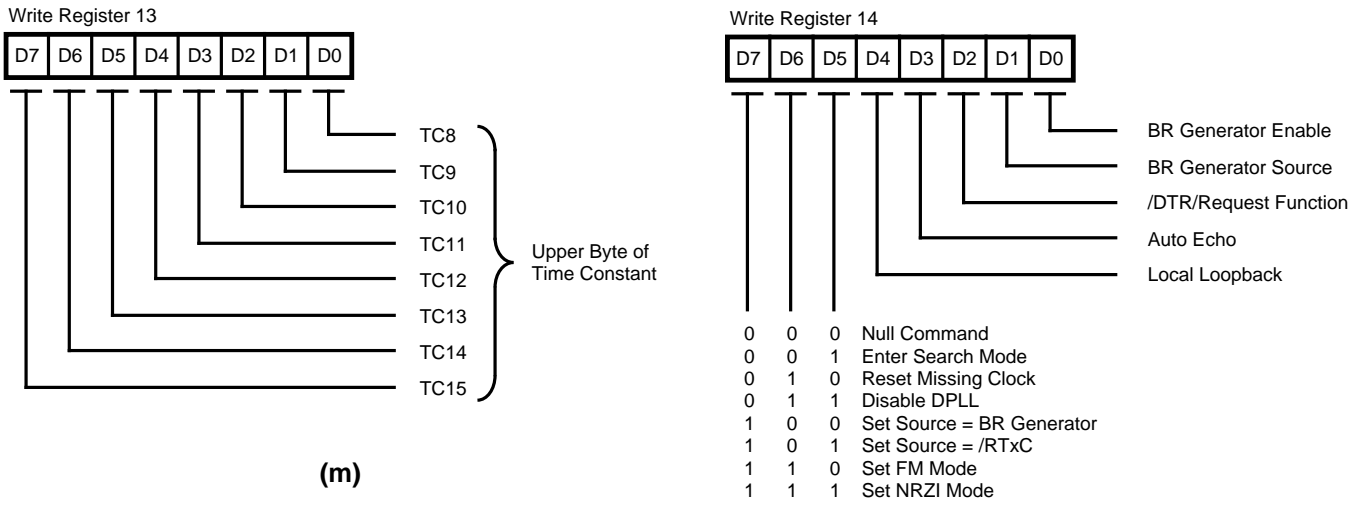 Write Register 13
D7 D6 D5 D4 D3 D2 D1 D0
TC8
TC9
TC10
TC11
TC12
TC13
TC14
TC15
Upper Byte of
Time Constant
(m)
Write Register 14
D7 D6 D5 D4 D3 D2 D1 D0
BR Generator Enable
BR Generator Source
/DTR/Request Function
Auto Echo
Local Loopback
0 0 0 Null Command
0 0 1 Enter Search Mode
0 1 0 Reset Missing Clock
0 1 1 Disable DPLL
1 0 0 Set Source = BR Generator
1 0 1 Set Source = /RTxC
1 1 0 Set FM Mode
1 1 1 Set NRZI Mode